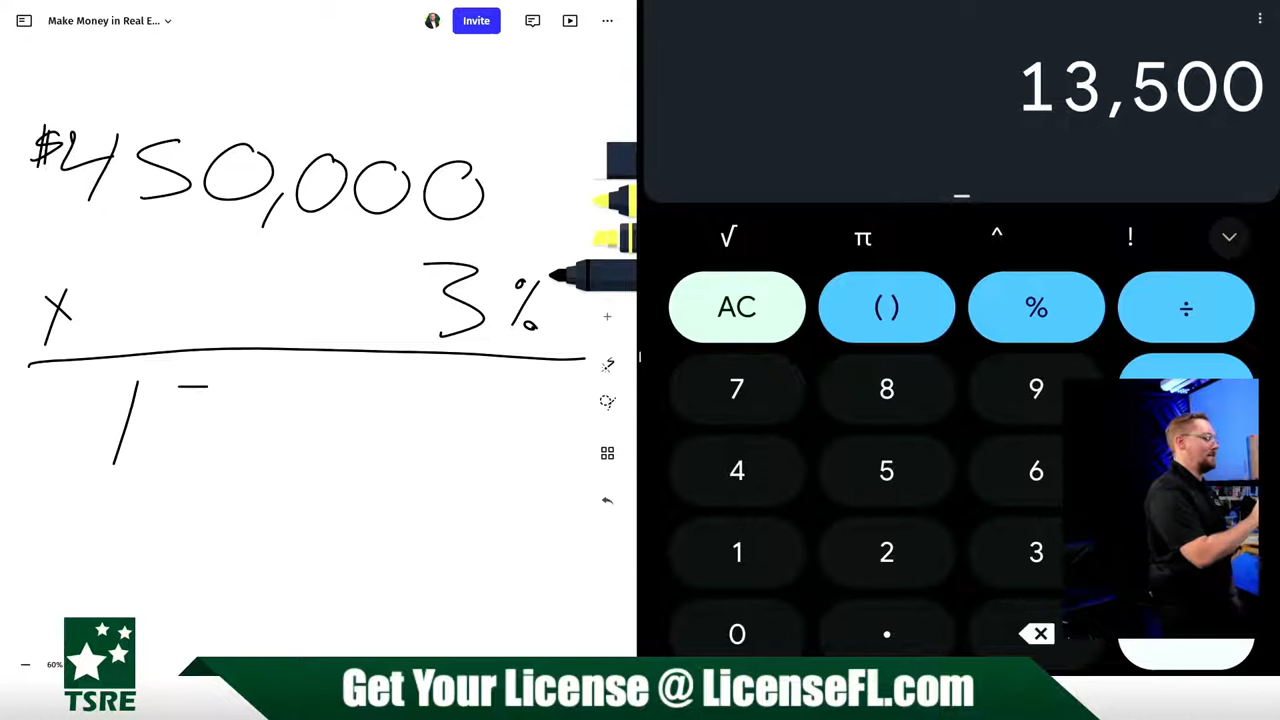 Make Money in Real E...
Invite
$450,000
x 3%
1
60%
13,500
√ π ^ !
AC ( ) % ÷
7 8 9
4 5 6
1 2 3
0 .
TSRE
Get Your License @ LicenseFL.com